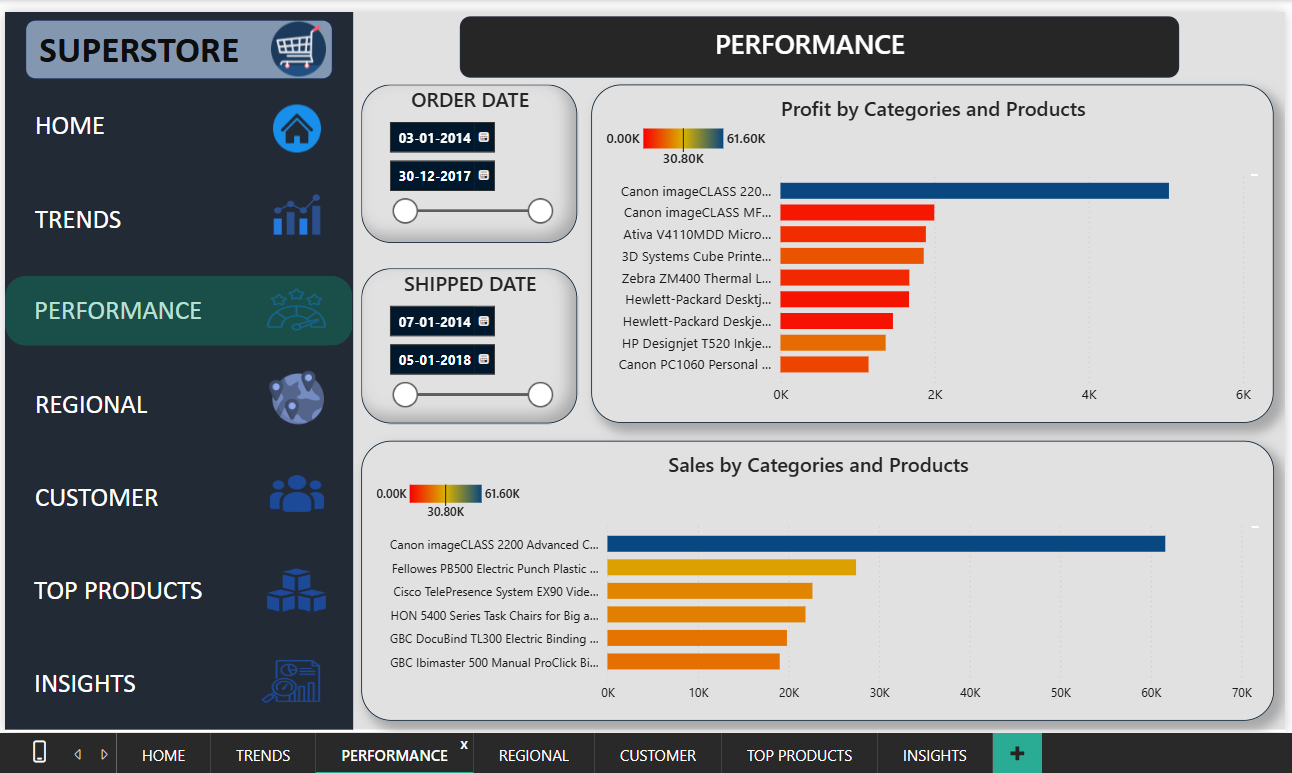 SUPERSTORE
HOME
TRENDS
PERFORMANCE
REGIONAL
CUSTOMER
TOP PRODUCTS
INSIGHTS
PERFORMANCE
ORDER DATE
03-01-2014
30-12-2017
SHIPPED DATE
07-01-2014
05-01-2018
Profit by Categories and Products
0.00K 61.60K
30.80K
Canon imageCLASS 220...
Canon imageCLASS MF...
Ativa V4110MDD Micro...
3D Systems Cube Printe...
Zebra ZM400 Thermal L...
Hewlett-Packard Desktj...
Hewlett-Packard Deskje...
HP Designjet T520 Inkje...
Canon PC1060 Personal ...
0K 2K 4K 6K
Sales by Categories and Products
0.00K 61.60K
30.80K
Canon imageCLASS 2200 Advanced C...
Fellowes PB500 Electric Punch Plastic ...
Cisco TelePresence System EX90 Vide...
HON 5400 Series Task Chairs for Big a...
GBC DocuBind TL300 Electric Binding ...
GBC Ibimaster 500 Manual ProClick Bi...
0K 10K 20K 30K 40K 50K 60K 70K
HOME TRENDS PERFORMANCE x REGIONAL CUSTOMER TOP PRODUCTS INSIGHTS +